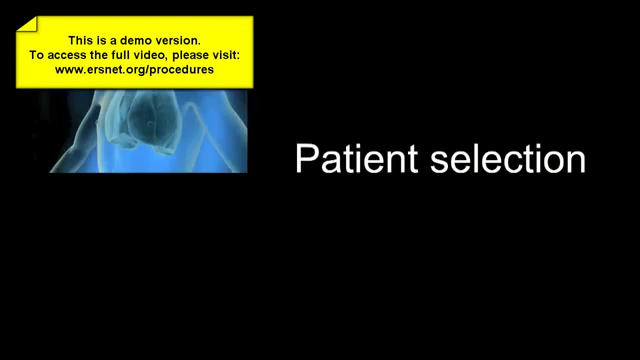 This is a demo version.
To access the full video, please visit:
www.ersnet.org/procedures
Patient selection